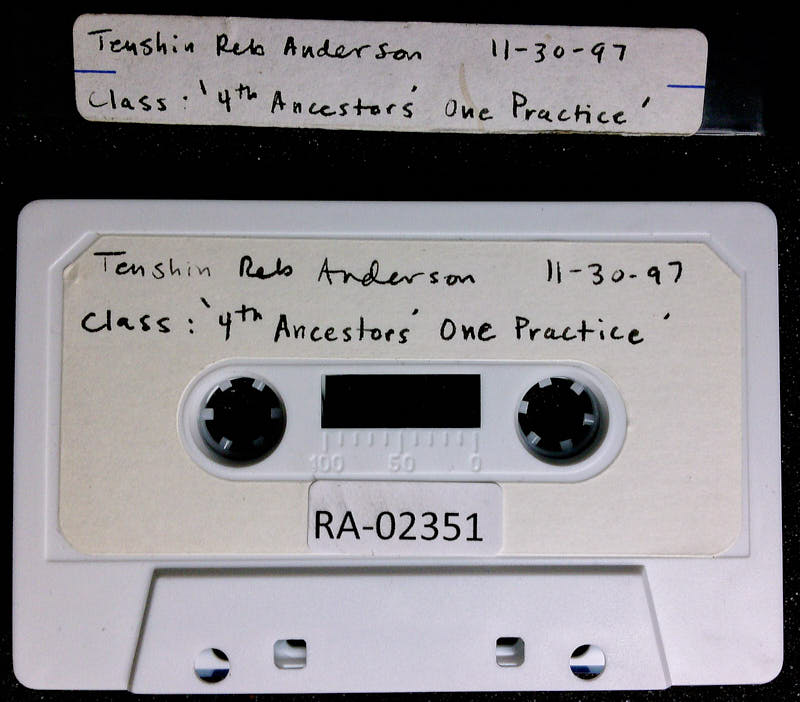 Tenshin Reb Anderson 11-30-97
Class: '4th Ancestors' One Practice'
Tenshin Reb Anderson 11-30-97
Class: '4th Ancestors' One Practice'
100 50 0
RA-02351